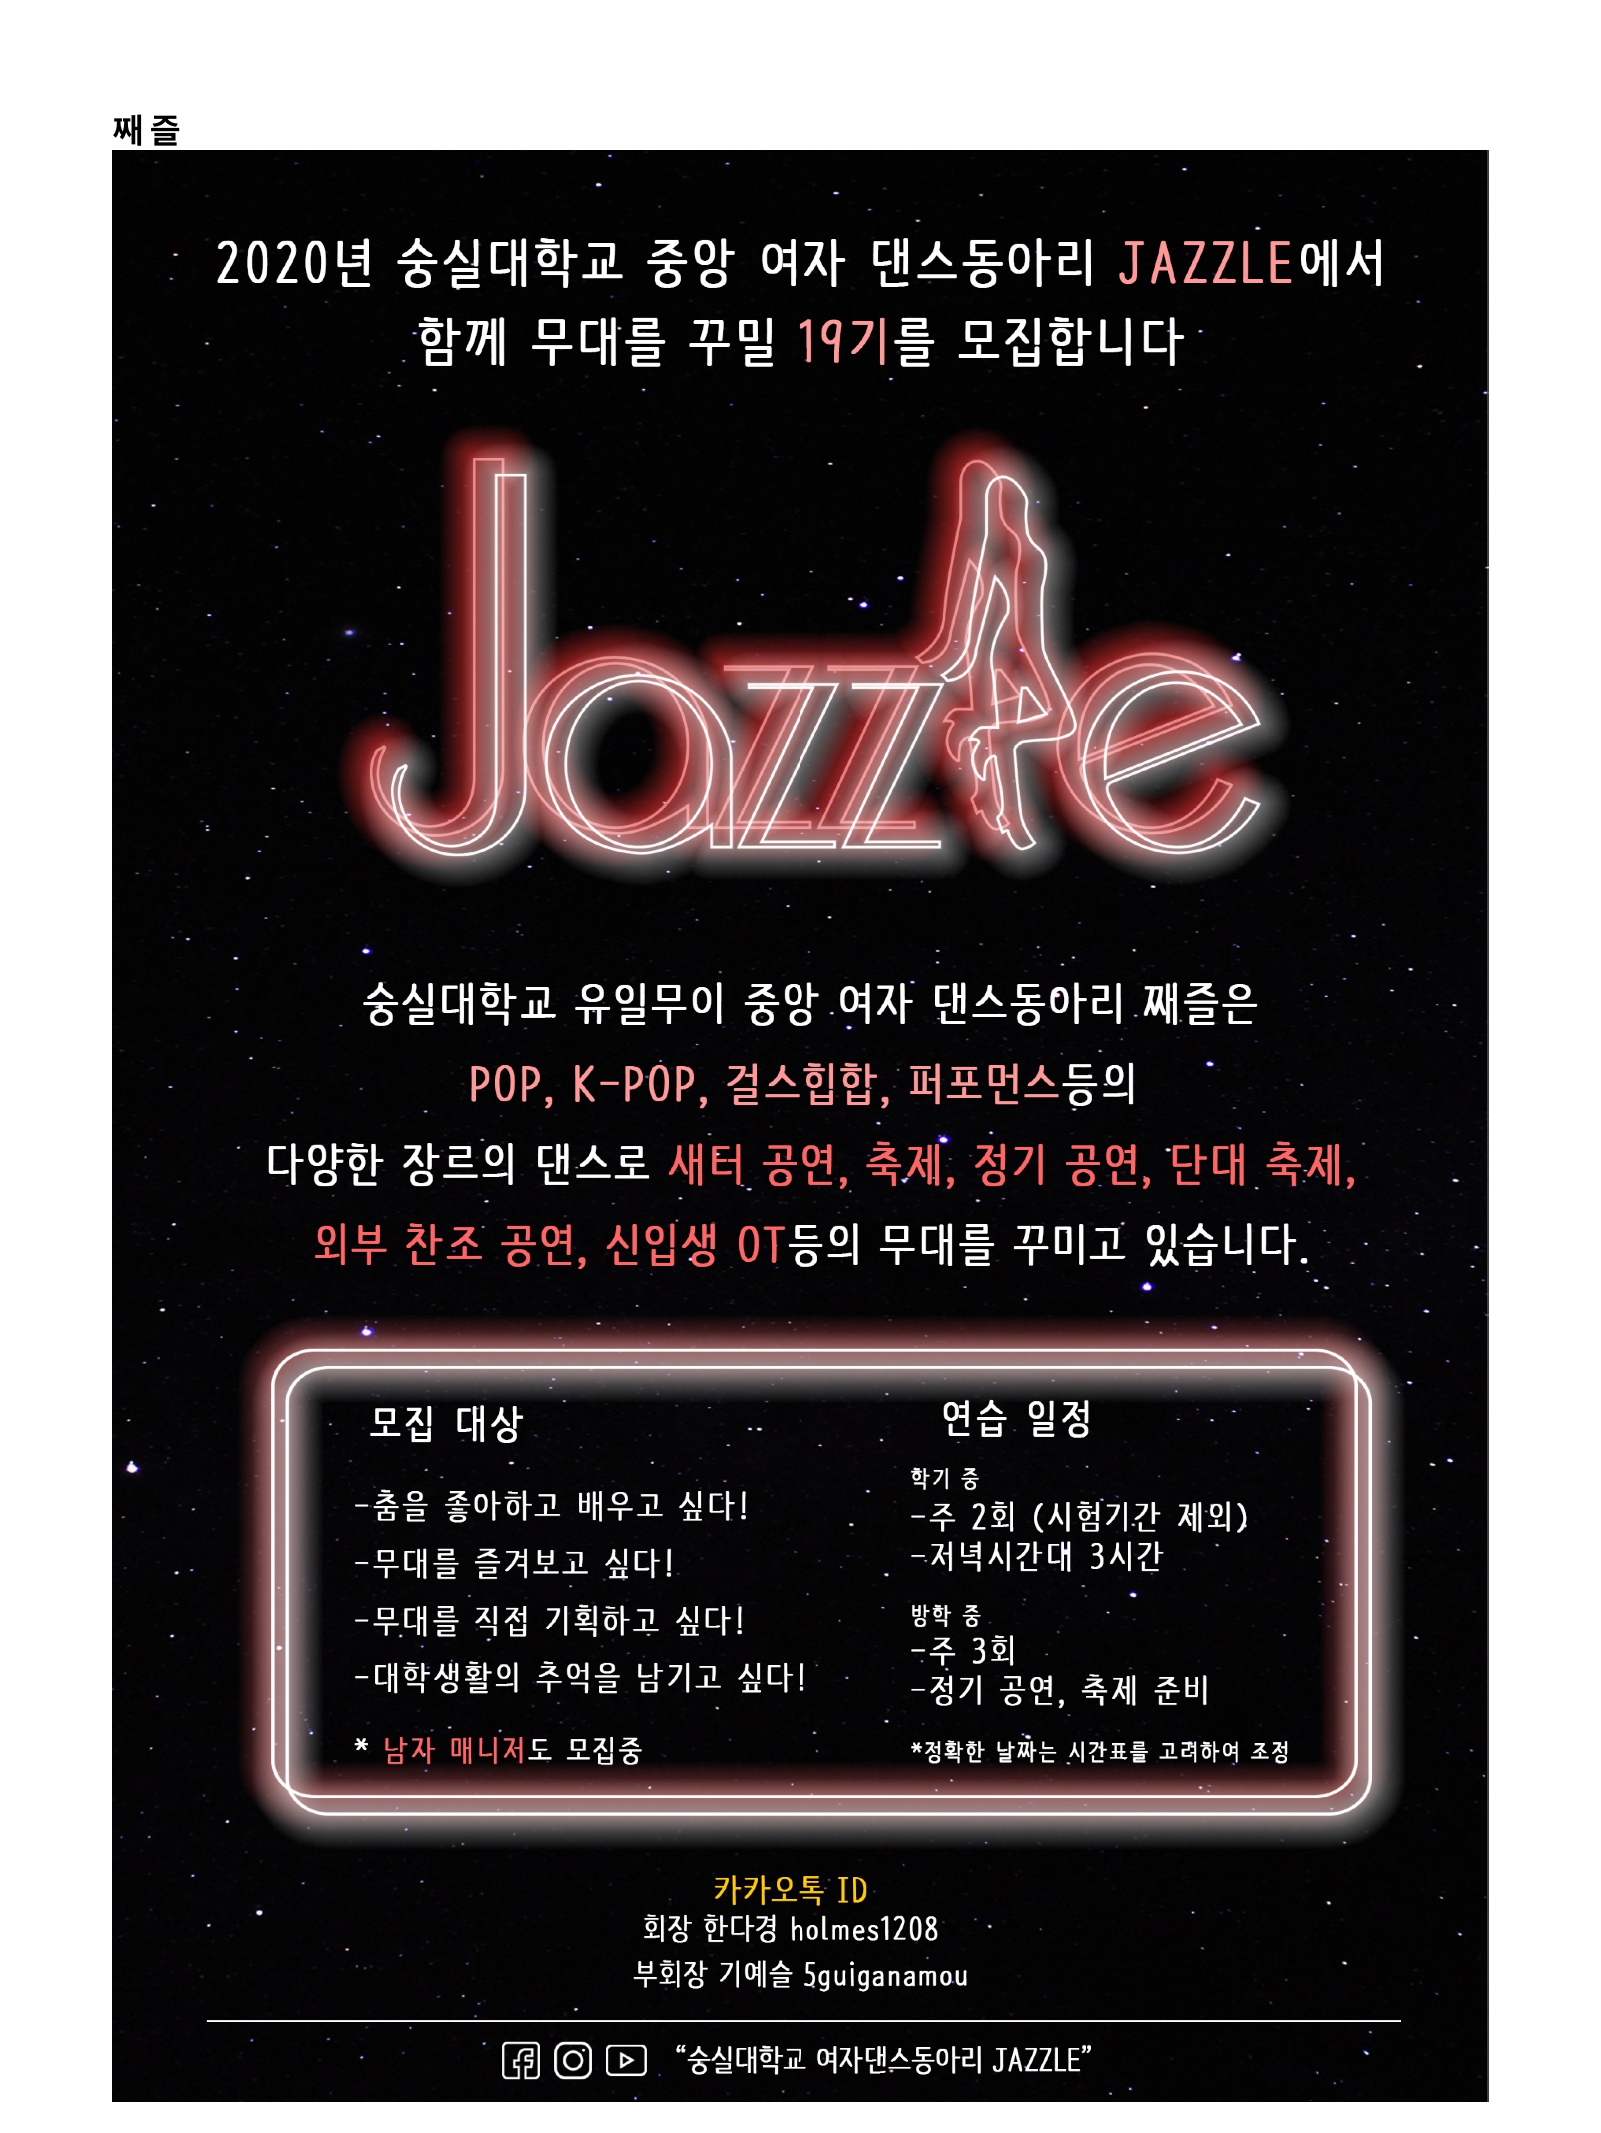 째즐
2020년 숭실대학교 중앙 여자 댄스동아리 JAZZLE에서
함께 무대를 꾸밀 19기를 모집합니다
Jazzle
숭실대학교 유일무이 중앙 여자 댄스동아리 째즐은
POP, K-POP, 걸스힙합, 퍼포먼스등의
다양한 장르의 댄스로 새터 공연, 축제, 정기 공연, 단대 축제,
외부 찬조 공연, 신입생 OT등의 무대를 꾸미고 있습니다.
모집 대상
-춤을 좋아하고 배우고 싶다!
-무대를 즐겨보고 싶다!
-무대를 직접 기획하고 싶다!
-대학생활의 추억을 남기고 싶다!
* 남자 매니저도 모집중
연습 일정
학기 중
-주 2회 (시험기간 제외)
-저녁시간대 3시간
방학 중
-주 3회
-정기 공연, 축제 준비
*정확한 날짜는 시간표를 고려하여 조정
카카오톡 ID
회장 한다경 holmes1208
부회장 기예슬 5guiganamou
“숭실대학교 여자댄스동아리 JAZZLE”